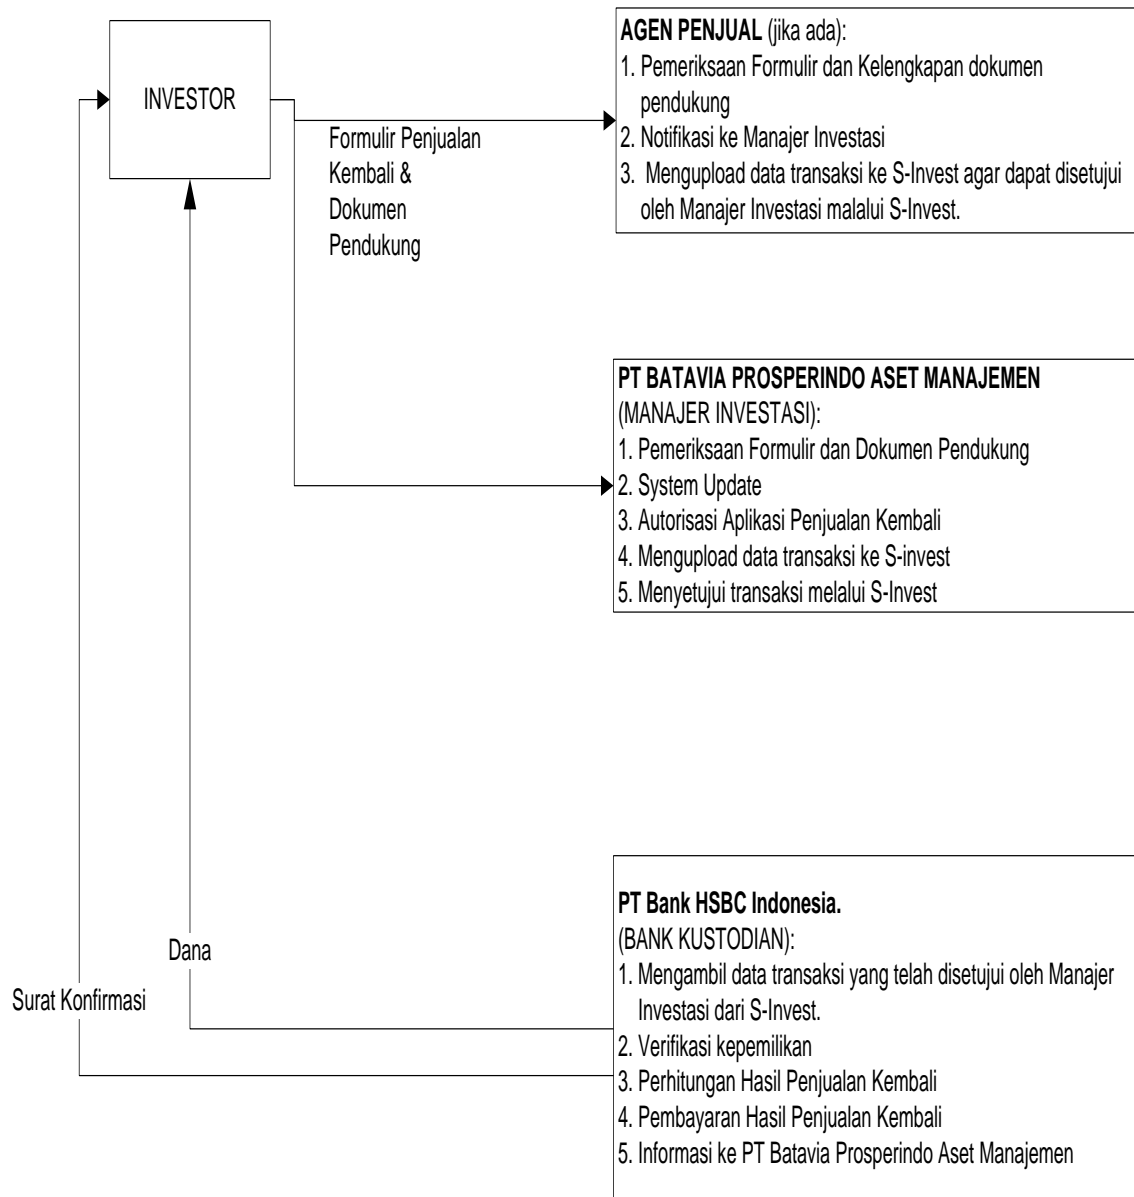 INVESTOR
Formulir Penjualan
Kembali &
Dokumen
Pendukung
AGEN PENJUAL (jika ada):
1. Pemeriksaan Formulir dan Kelengkapan dokumen
pendukung
2. Notifikasi ke Manajer Investasi
3. Mengupload data transaksi ke S-Invest agar dapat disetujui
oleh Manajer Investasi malalui S-Invest.
PT BATAVIA PROSPERINDO ASET MANAJEMEN
(MANAJER INVESTASI):
1. Pemeriksaan Formulir dan Dokumen Pendukung
2. System Update
3. Autorisasi Aplikasi Penjualan Kembali
4. Mengupload data transaksi ke S-invest
5. Menyetujui transaksi melalui S-Invest
PT Bank HSBC Indonesia.
(BANK KUSTODIAN):
1. Mengambil data transaksi yang telah disetujui oleh Manajer
Investasi dari S-Invest.
2. Verifikasi kepemilikan
3. Perhitungan Hasil Penjualan Kembali
4. Pembayaran Hasil Penjualan Kembali
5. Informasi ke PT Batavia Prosperindo Aset Manajemen
Dana
Surat Konfirmasi